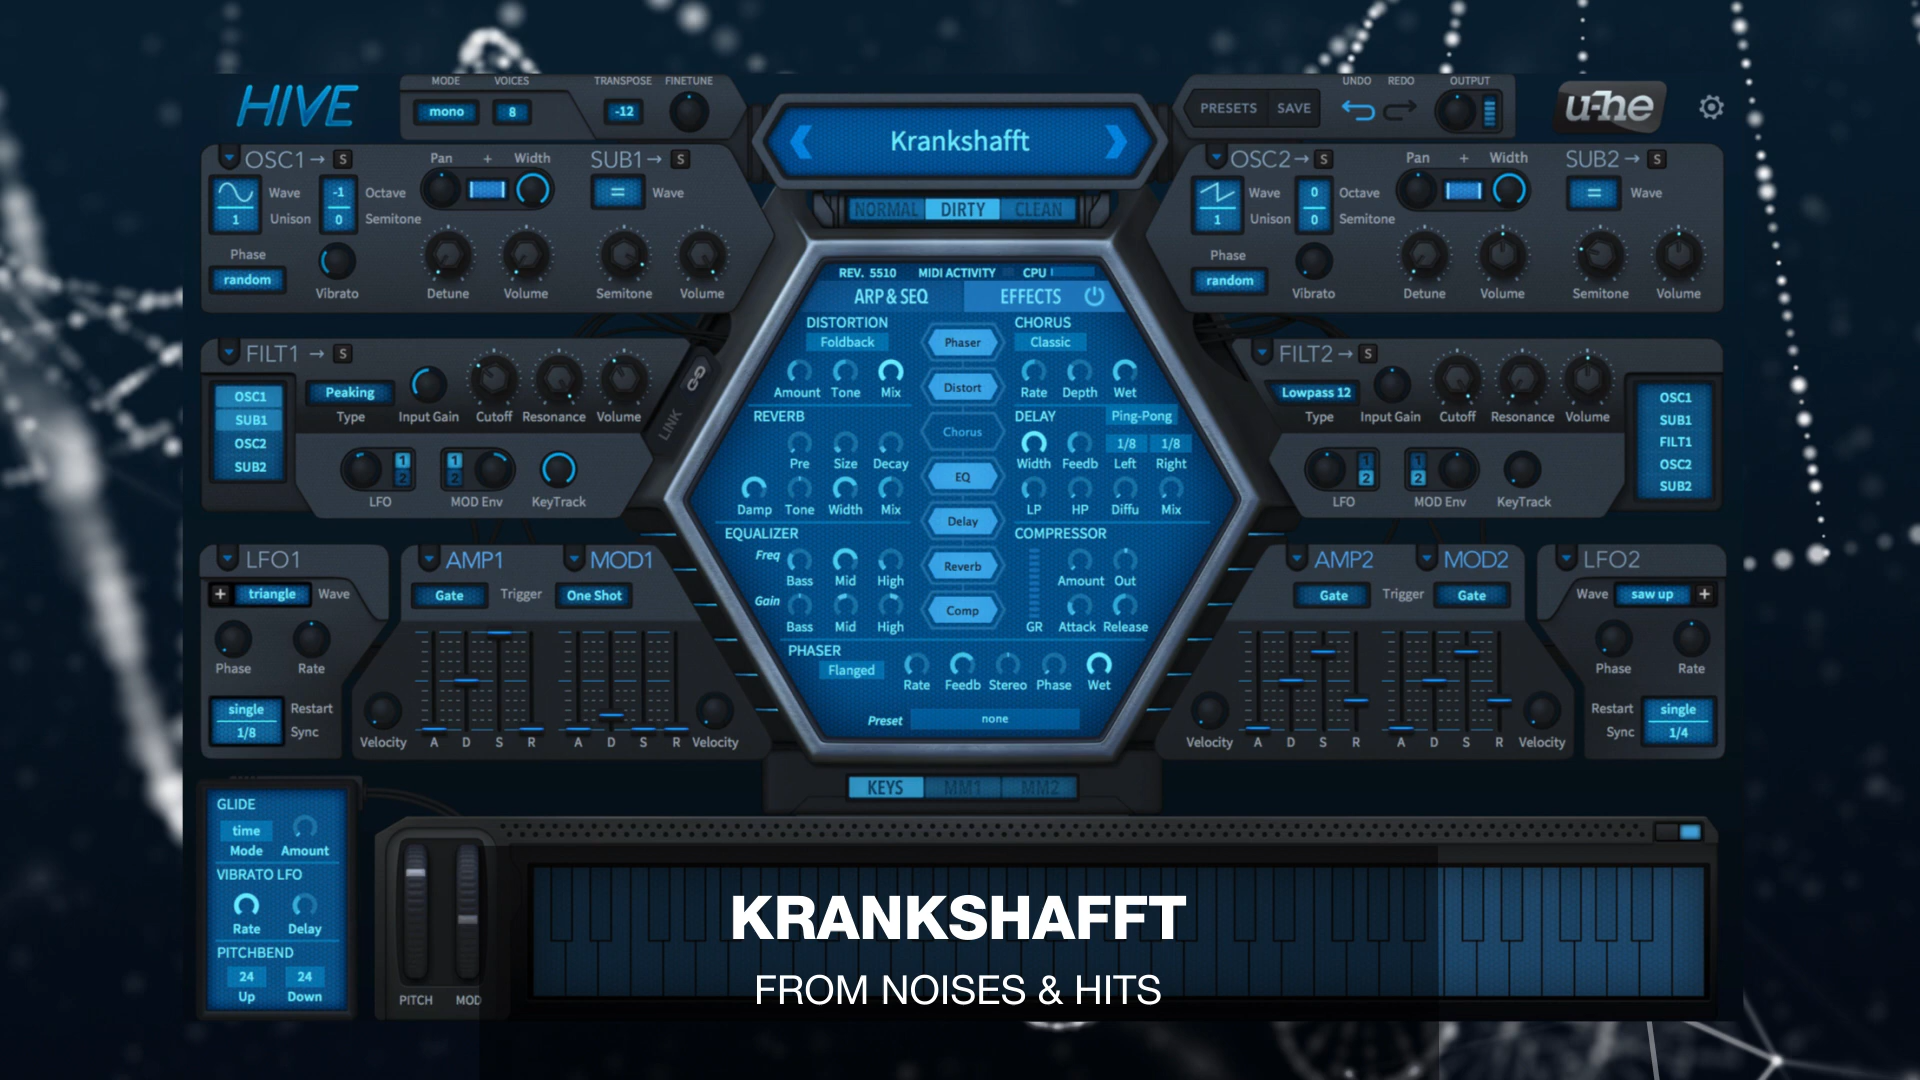 HIVE
MODE VOICES TRANSPOSE FINETUNE
mono 8 -12
Krankshafft
UNDO REDO OUTPUT
PRESETS SAVE
u-he
NORMAL DIRTY CLEAN
OSC1 S Pan + Width SUB1 S
-1 Octave
Wave
1 Unison 0 Semitone
= Wave
Phase
random
Vibrato Detune Volume Semitone Volume
OSC2 S Pan + Width SUB2 S
0 Octave
Wave
1 Unison 0 Semitone
= Wave
Phase
random
Vibrato Detune Volume Semitone Volume
FILT1 S
OSC1
SUB1
OSC2
SUB2
Peaking
Type Input Gain Cutoff Resonance Volume
1
2
LFO
1
2
MOD Env KeyTrack
LINK
REV. 5510 MIDI ACTIVITY CPU
ARP & SEQ EFFECTS
DISTORTION
Foldback
Amount Tone Mix
REVERB
Pre Size Decay
Damp Tone Width Mix
EQUALIZER
Freq
Bass Mid High
Gain
Bass Mid High
Phaser
Distort
Chorus
EQ
Delay
Reverb
Comp
CHORUS
Classic
Rate Depth Wet
DELAY Ping-Pong
1/8 1/8
Width Feedb Left Right
LP HP Diffu Mix
COMPRESSOR
Amount Out
GR Attack Release
PHASER
Flanged
Rate Feedb Stereo Phase Wet
Preset none
FILT2 S
Lowpass 12
Type Input Gain Cutoff Resonance Volume
1
2
LFO
1
2
MOD Env KeyTrack
OSC1
SUB1
FILT1
OSC2
SUB2
LFO1
+ triangle Wave
Phase Rate
single Restart
1/8 Sync
AMP1 MOD1
Gate Trigger One Shot
Velocity A D S R A D S R Velocity
AMP2 MOD2
Gate Trigger Gate
Velocity A D S R A D S R Velocity
LFO2
Wave saw up +
Phase Rate
Restart single
Sync 1/4
KEYS MM1 MM2
GLIDE
time
Mode Amount
VIBRATO LFO
Rate Delay
PITCHBEND
24 24
Up Down
PITCH MOD
KRANKSHAFFT
FROM NOISES & HITS